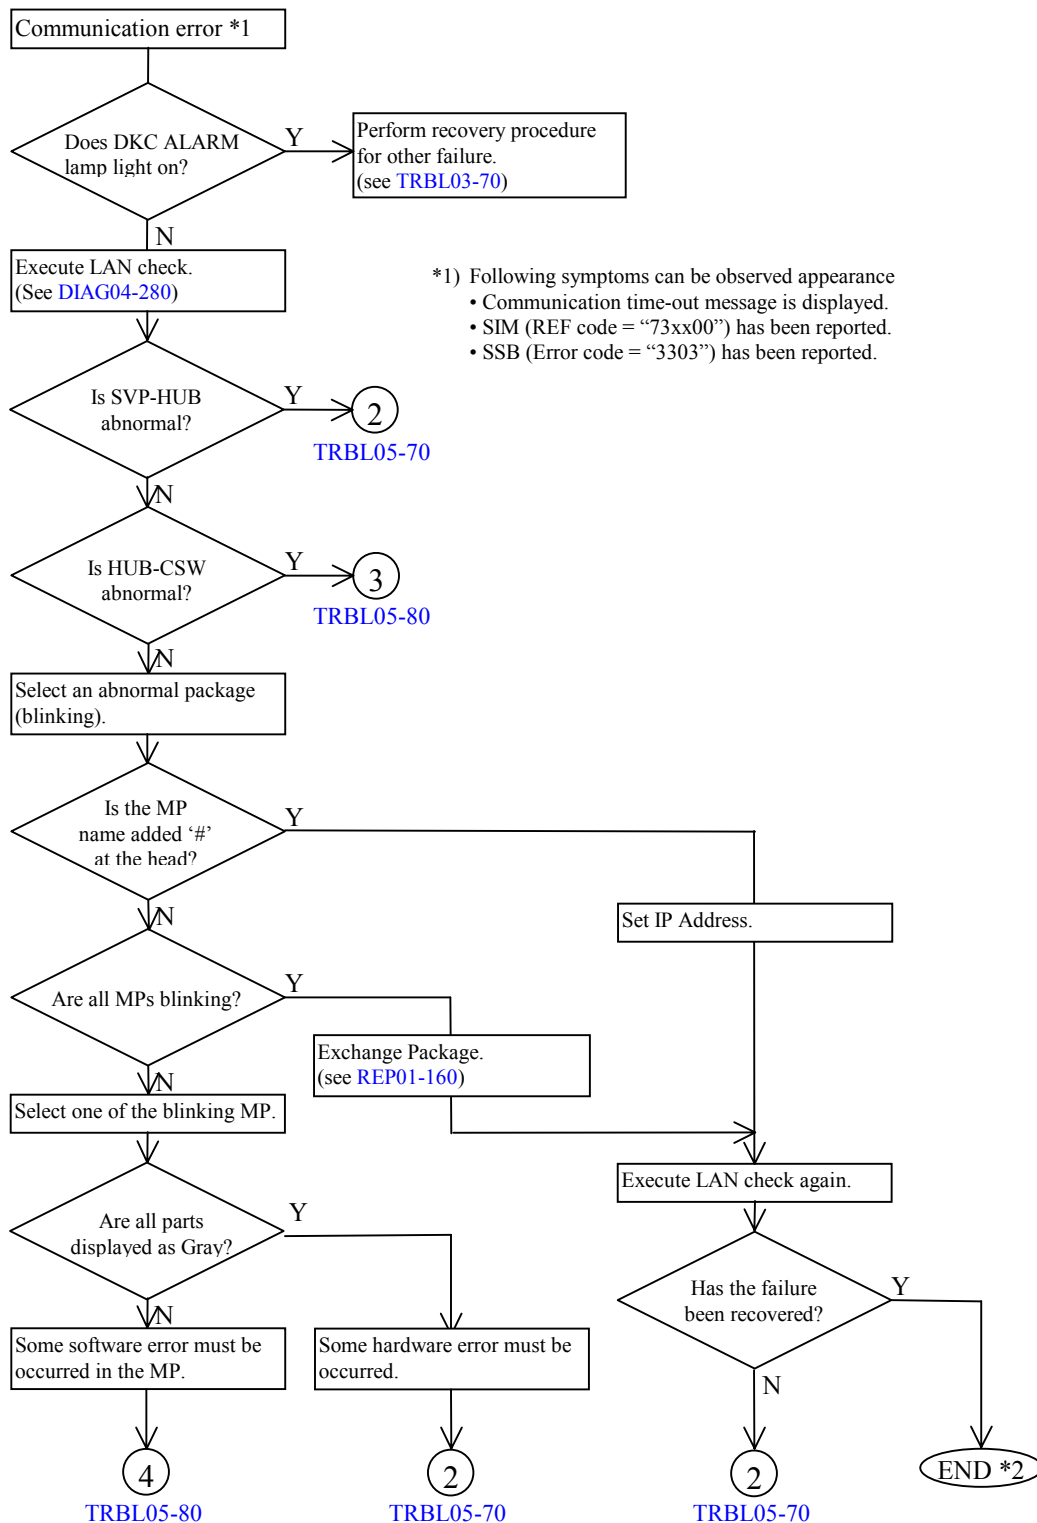 Communication error *1
Does DKC ALARM
lamp light on?
Y
Perform recovery procedure
for other failure.
(see TRBL03-70)
N
Execute LAN check.
(See DIAG04-280)
*1) Following symptoms can be observed appearance
• Communication time-out message is displayed.
• SIM (REF code = “73xx00”) has been reported.
• SSB (Error code = “3303”) has been reported.
Is SVP-HUB
abnormal?
Y
2
TRBL05-70
N
Is HUB-CSW
abnormal?
Y
3
TRBL05-80
N
Select an abnormal package
(blinking).
Is the MP
name added ‘#’
at the head?
Y
N
Set IP Address.
Are all MPs blinking?
Y
Exchange Package.
(see REP01-160)
N
Select one of the blinking MP.
Execute LAN check again.
Are all parts
displayed as Gray?
Y
Has the failure
been recovered?
Y
N
Some software error must be
occurred in the MP.
Some hardware error must be
occurred.
N
4
TRBL05-80
2
TRBL05-70
2
TRBL05-70
END *2